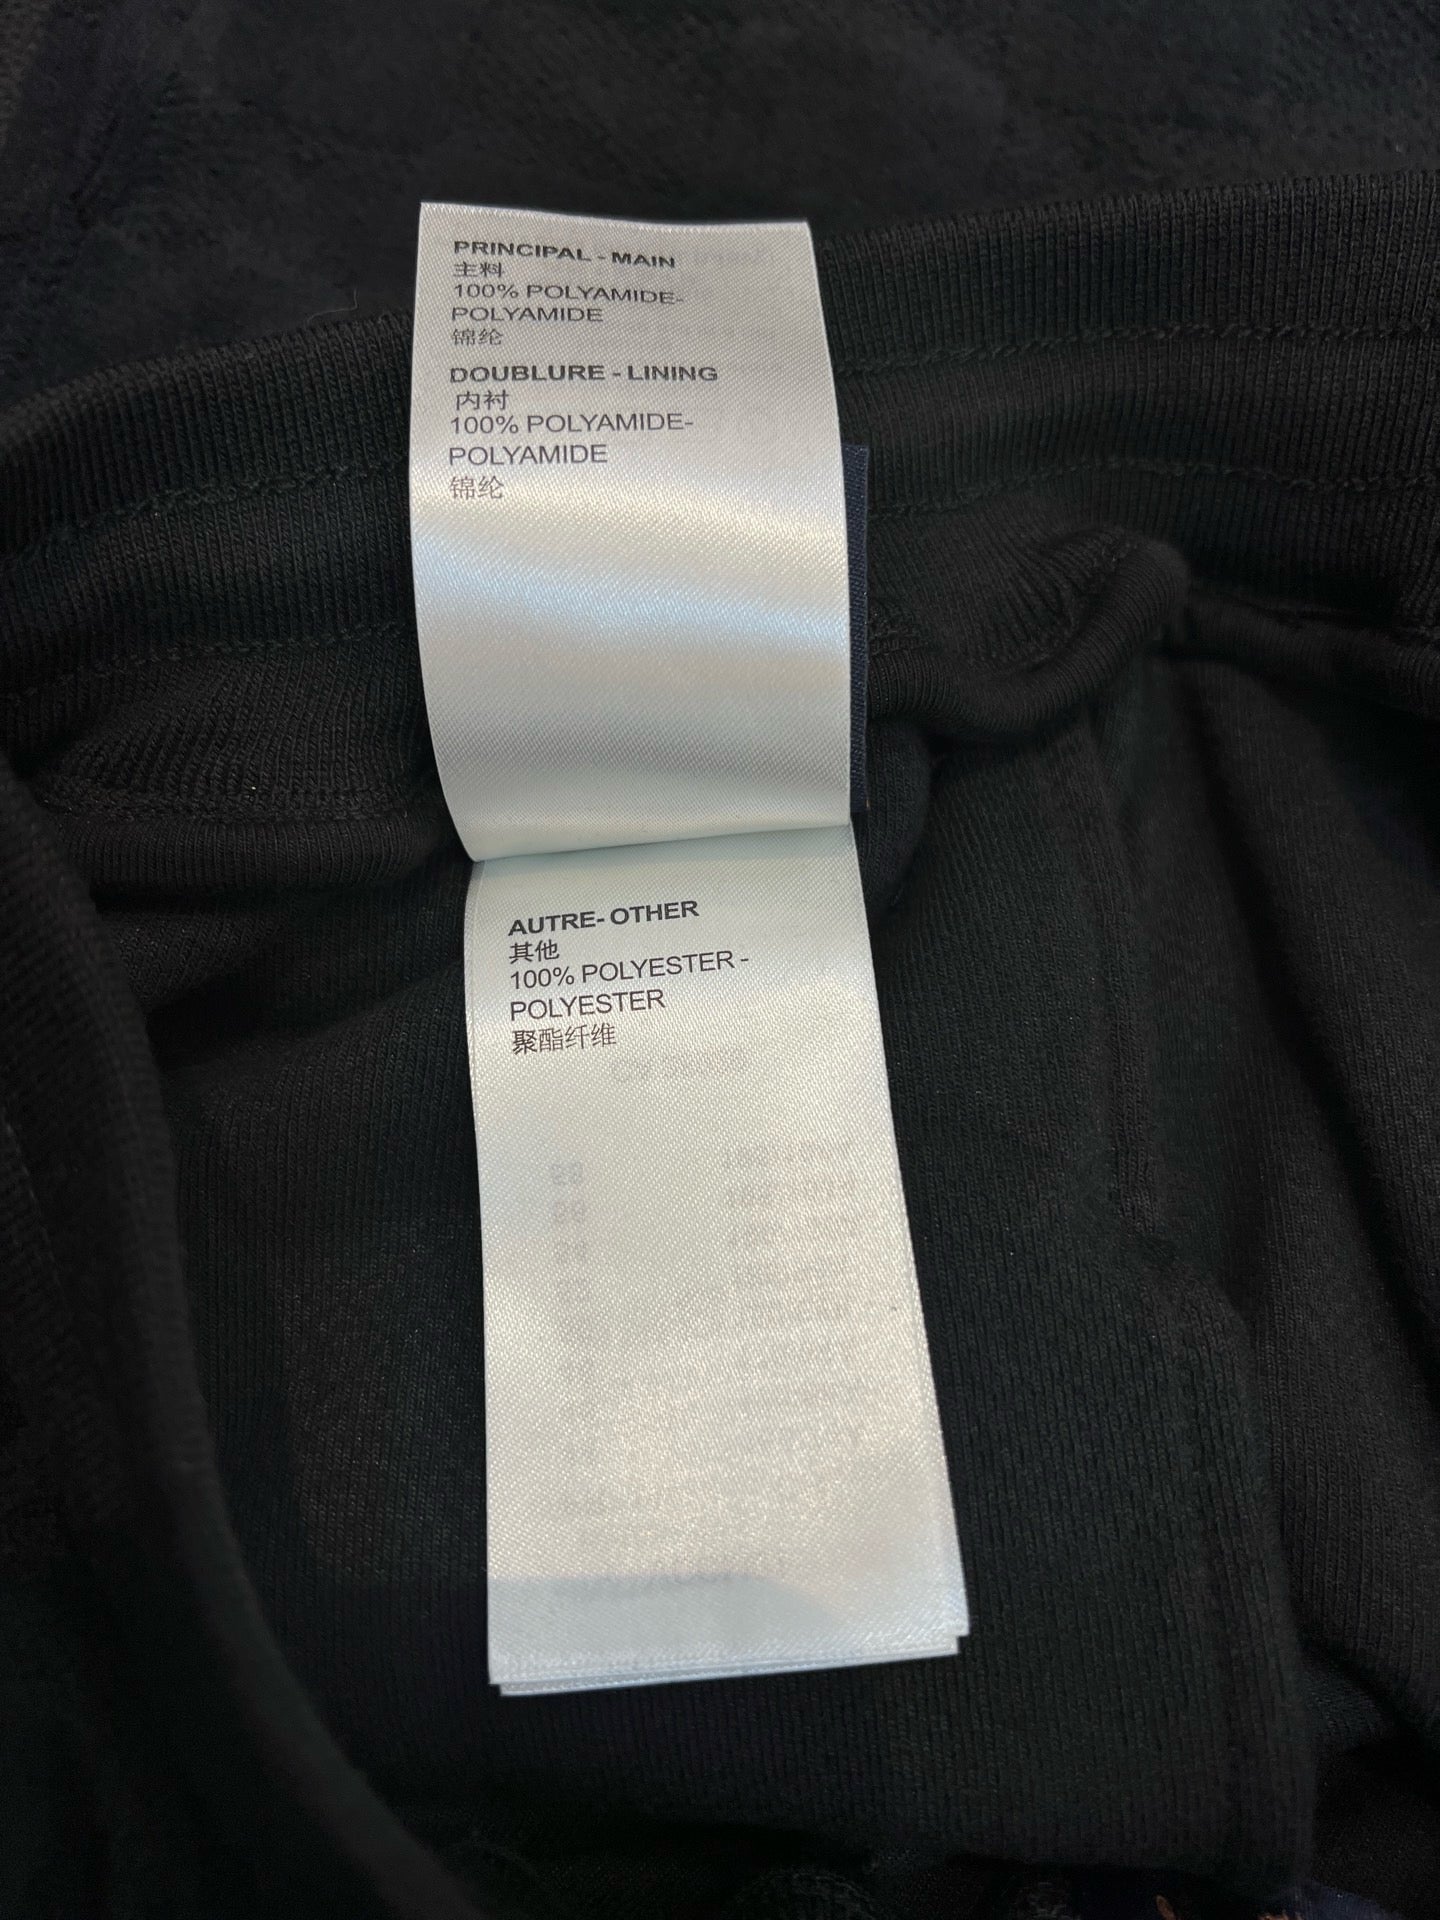 PRINCIPAL - MAIN
主料
100% POLYAMIDE-
POLYAMIDE
锦纶
DOUBLURE - LINING
内衬
100% POLYAMIDE-
POLYAMIDE
锦纶
AUTRE- OTHER
其他
100% POLYESTER -
POLYESTER
聚酯纤维